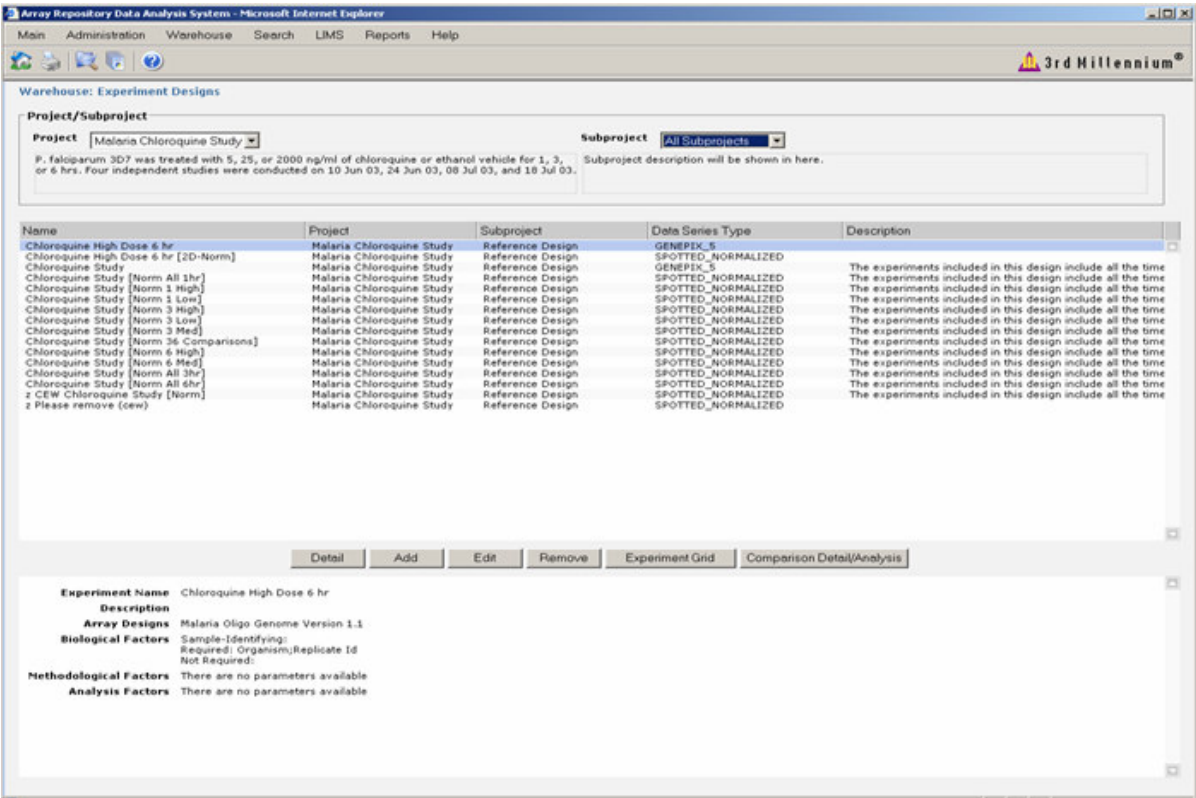 Array Repository Data Analysis System - Microsoft Internet Explorer
Main Administration Warehouse Search LIMS Reports Help
3rd Millennium®
Warehouse: Experiment Designs
Project/Subproject
Project Malaria Chloroquine Study Subproject All Subprojects
P. falciparum 3D7 was treated with 5, 25, or 2000 ng/ml of chloroquine or ethanol vehicle for 1, 3, Subproject description will be shown in here.
or 6 hrs. Four independent studies were conducted on 10 Jun 03, 24 Jun 03, 08 Jul 03, and 18 Jul 03.
Name Project Subproject Data Series Type Description
Chloroquine High Dose 6 hr Malaria Chloroquine Study Reference Design GENEPIX_5
Chloroquine High Dose 6 hr [2D-Norm] Malaria Chloroquine Study Reference Design SPOTTED_NORMALIZED
Chloroquine Study Malaria Chloroquine Study Reference Design GENEPIX_5 The experiments included in this design include all the time
Chloroquine Study [Norm All 1hr] Malaria Chloroquine Study Reference Design SPOTTED_NORMALIZED The experiments included in this design include all the time
Chloroquine Study [Norm 1 High] Malaria Chloroquine Study Reference Design SPOTTED_NORMALIZED The experiments included in this design include all the time
Chloroquine Study [Norm 1 Low] Malaria Chloroquine Study Reference Design SPOTTED_NORMALIZED The experiments included in this design include all the time
Chloroquine Study [Norm 3 High] Malaria Chloroquine Study Reference Design SPOTTED_NORMALIZED The experiments included in this design include all the time
Chloroquine Study [Norm 3 Low] Malaria Chloroquine Study Reference Design SPOTTED_NORMALIZED The experiments included in this design include all the time
Chloroquine Study [Norm 3 Med] Malaria Chloroquine Study Reference Design SPOTTED_NORMALIZED The experiments included in this design include all the time
Chloroquine Study [Norm 36 Comparisons] Malaria Chloroquine Study Reference Design SPOTTED_NORMALIZED The experiments included in this design include all the time
Chloroquine Study [Norm 6 High] Malaria Chloroquine Study Reference Design SPOTTED_NORMALIZED The experiments included in this design include all the time
Chloroquine Study [Norm 6 Med] Malaria Chloroquine Study Reference Design SPOTTED_NORMALIZED The experiments included in this design include all the time
Chloroquine Study [Norm All 3hr] Malaria Chloroquine Study Reference Design SPOTTED_NORMALIZED The experiments included in this design include all the time
Chloroquine Study [Norm All 6hr] Malaria Chloroquine Study Reference Design SPOTTED_NORMALIZED The experiments included in this design include all the time
z CEW Chloroquine Study [Norm] Malaria Chloroquine Study Reference Design SPOTTED_NORMALIZED The experiments included in this design include all the time
z Please remove (cew) Malaria Chloroquine Study Reference Design SPOTTED_NORMALIZED
Detail Add Edit Remove Experiment Grid Comparison Detail/Analysis
Experiment Name Chloroquine High Dose 6 hr
Description
Array Designs Malaria Oligo Genome Version 1.1
Biological Factors Sample-Identifying:
Required: Organism;Replicate Id
Not Required:
Methodological Factors There are no parameters available
Analysis Factors There are no parameters available